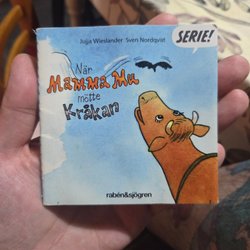 Jujja Wieslander Sven Nordqvist
SERIE!
När
Mamma Mu
mötte
Kråkan
rabén&sjögren